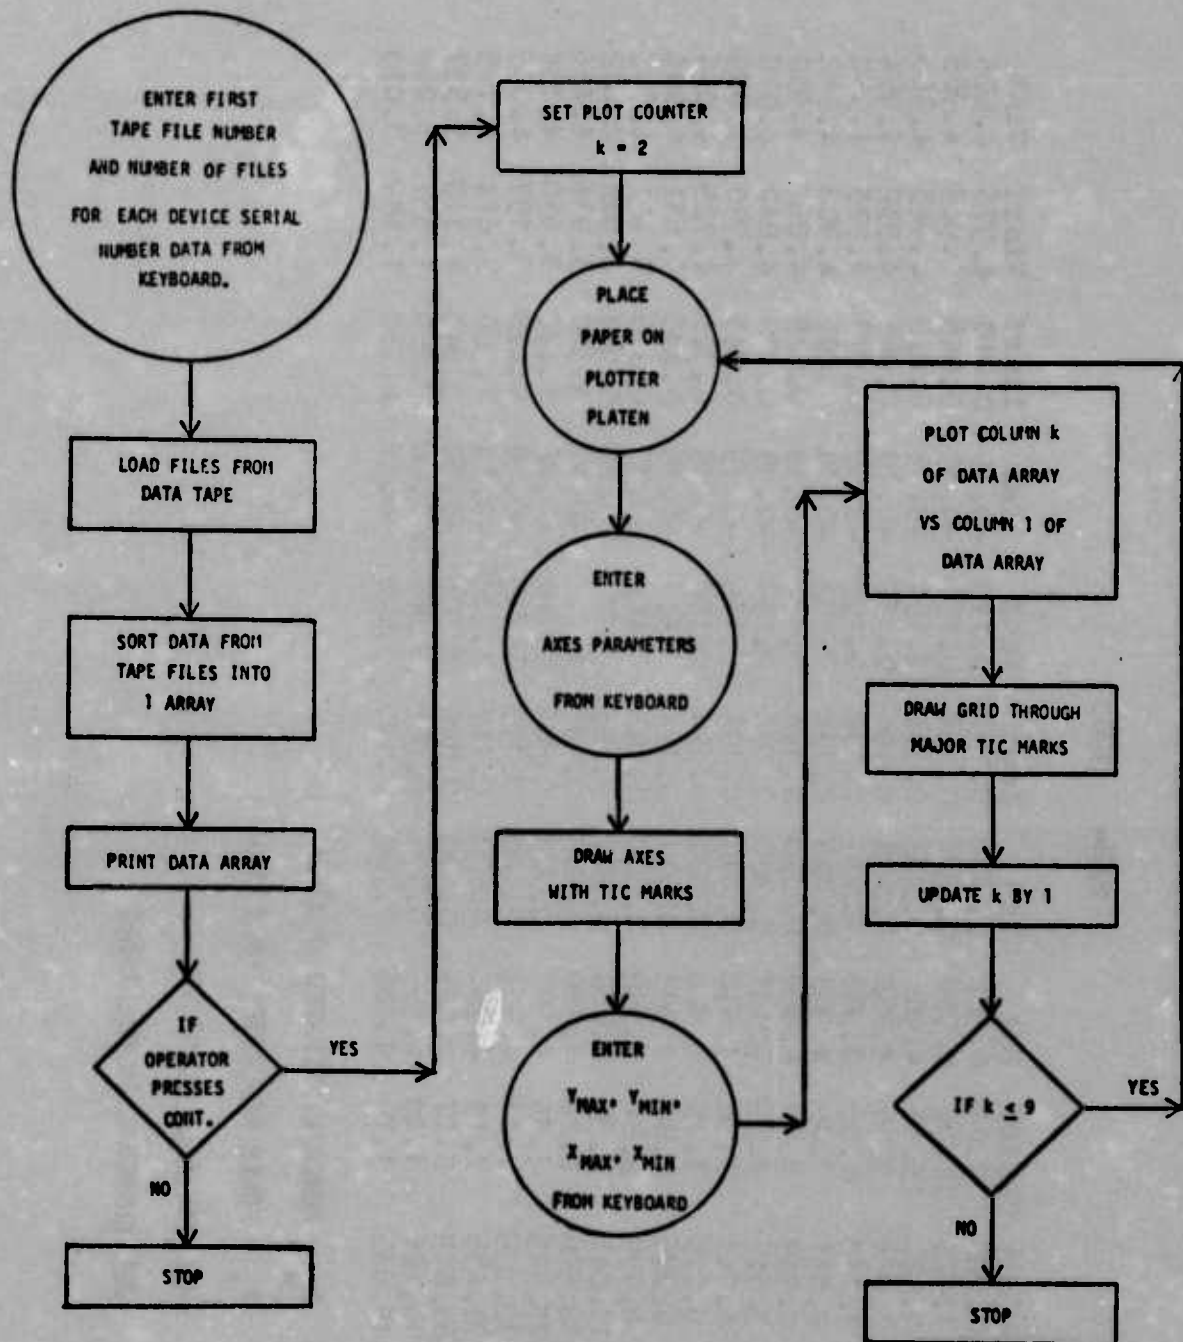 ENTER FIRST
TAPE FILE NUMBER
AND NUMBER OF FILES
FOR EACH DEVICE SERIAL
NUMBER DATA FROM
KEYBOARD.
LOAD FILES FROM
DATA TAPE
SORT DATA FROM
TAPE FILES INTO
1 ARRAY
PRINT DATA ARRAY
IF
OPERATOR
PRESSES
CONT.
YES
NO
STOP
SET PLOT COUNTER
k = 2
PLACE
PAPER ON
PLOTTER
PLATEN
ENTER
AXES PARAMETERS
FROM KEYBOARD
DRAW AXES
WITH TIC MARKS
ENTER
Y MAX, Y MIN,
X MAX, X MIN
FROM KEYBOARD
PLOT COLUMN k
OF DATA ARRAY
VS COLUMN 1 OF
DATA ARRAY
DRAW GRID THROUGH
MAJOR TIC MARKS
UPDATE k BY 1
IF k ≤ 9
YES
NO
STOP